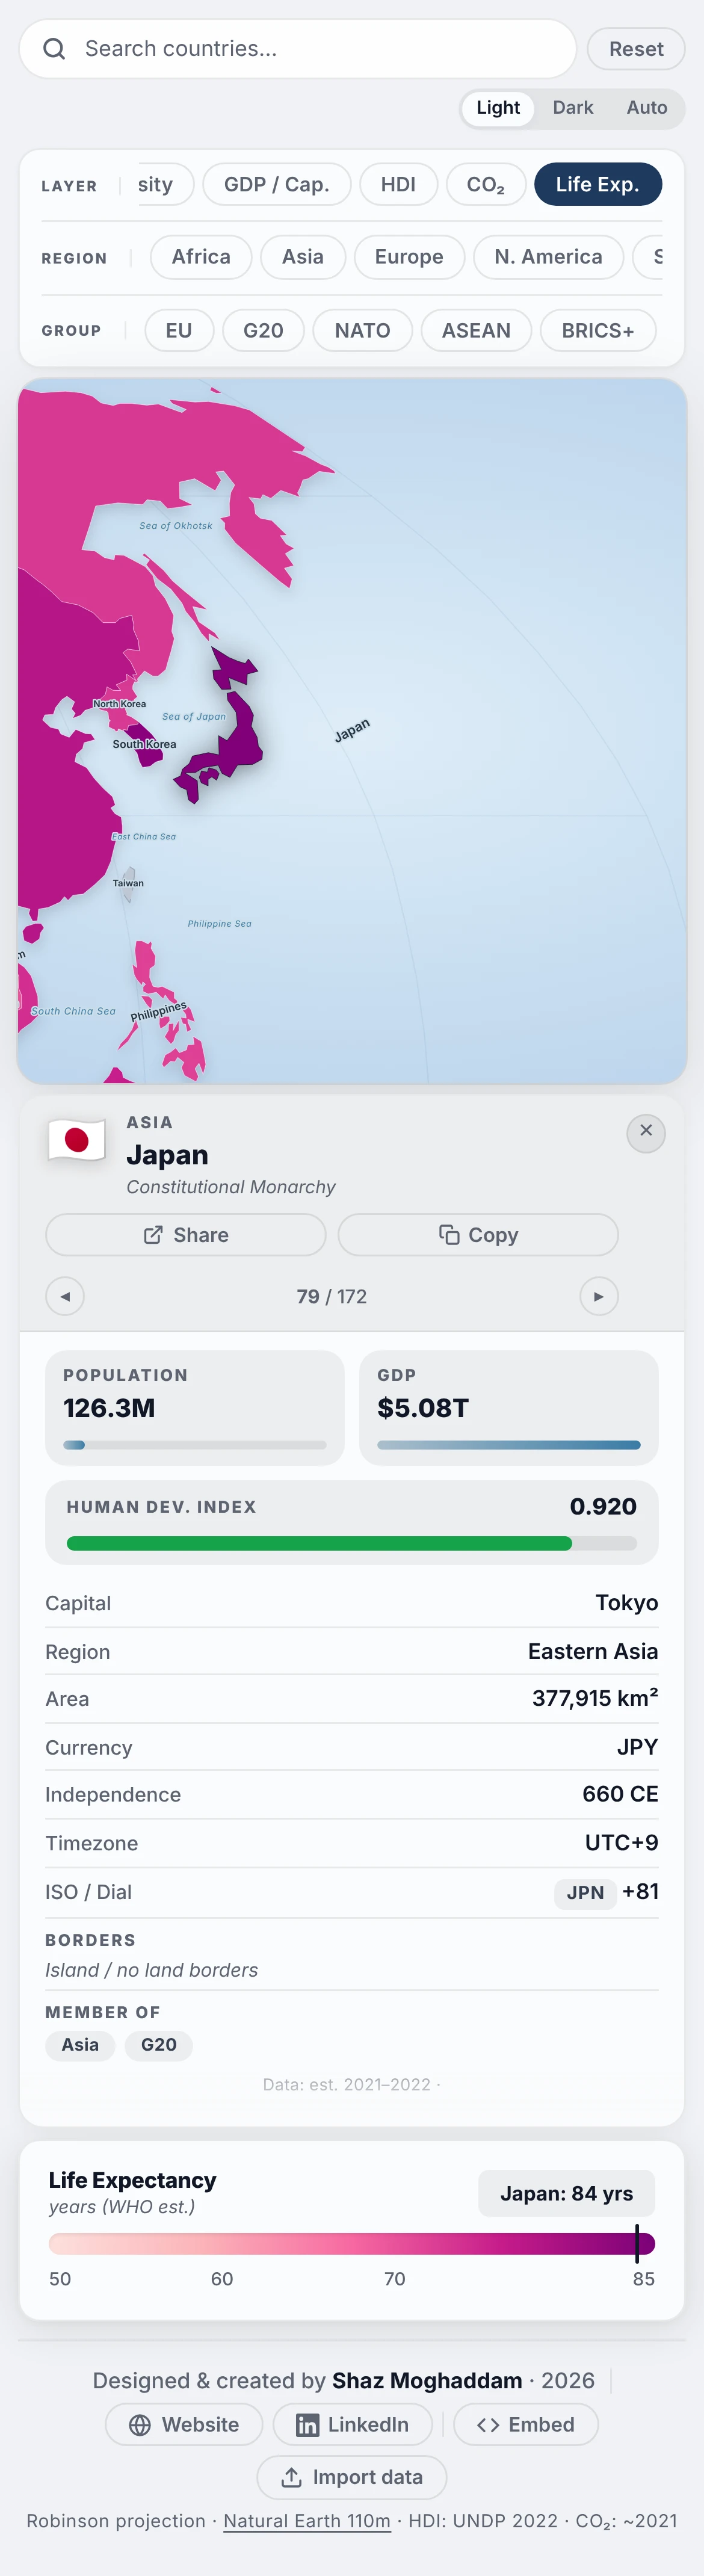 Search countries...
Reset
Light Dark Auto
LAYER sity GDP / Cap. HDI CO₂ Life Exp.
REGION Africa Asia Europe N. America S
GROUP EU G20 NATO ASEAN BRICS+
Sea of Okhotsk
North Korea
Sea of Japan
Japan
South Korea
East China Sea
Taiwan
Philippine Sea
m
South China Sea
Philippines
ASIA
Japan
Constitutional Monarchy
Share Copy
◄ 79 / 172 ►
POPULATION GDP
126.3M $5.08T
HUMAN DEV. INDEX 0.920
Capital Tokyo
Region Eastern Asia
Area 377,915 km²
Currency JPY
Independence 660 CE
Timezone UTC+9
ISO / Dial JPN +81
BORDERS
Island / no land borders
MEMBER OF
Asia G20
Data: est. 2021–2022 ·
Life Expectancy
years (WHO est.)
Japan: 84 yrs
50 60 70 85
Designed & created by Shaz Moghaddam · 2026
Website LinkedIn Embed
Import data
Robinson projection · Natural Earth 110m · HDI: UNDP 2022 · CO₂: ~2021